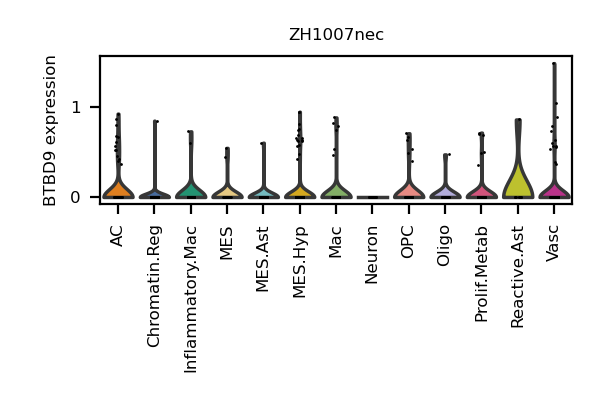 ZH1007nec
BTBD9 expression
1
0
AC
Chromatin.Reg
Inflammatory.Mac
MES
MES.Ast
MES.Hyp
Mac
Neuron
OPC
Oligo
Prolif.Metab
Reactive.Ast
Vasc